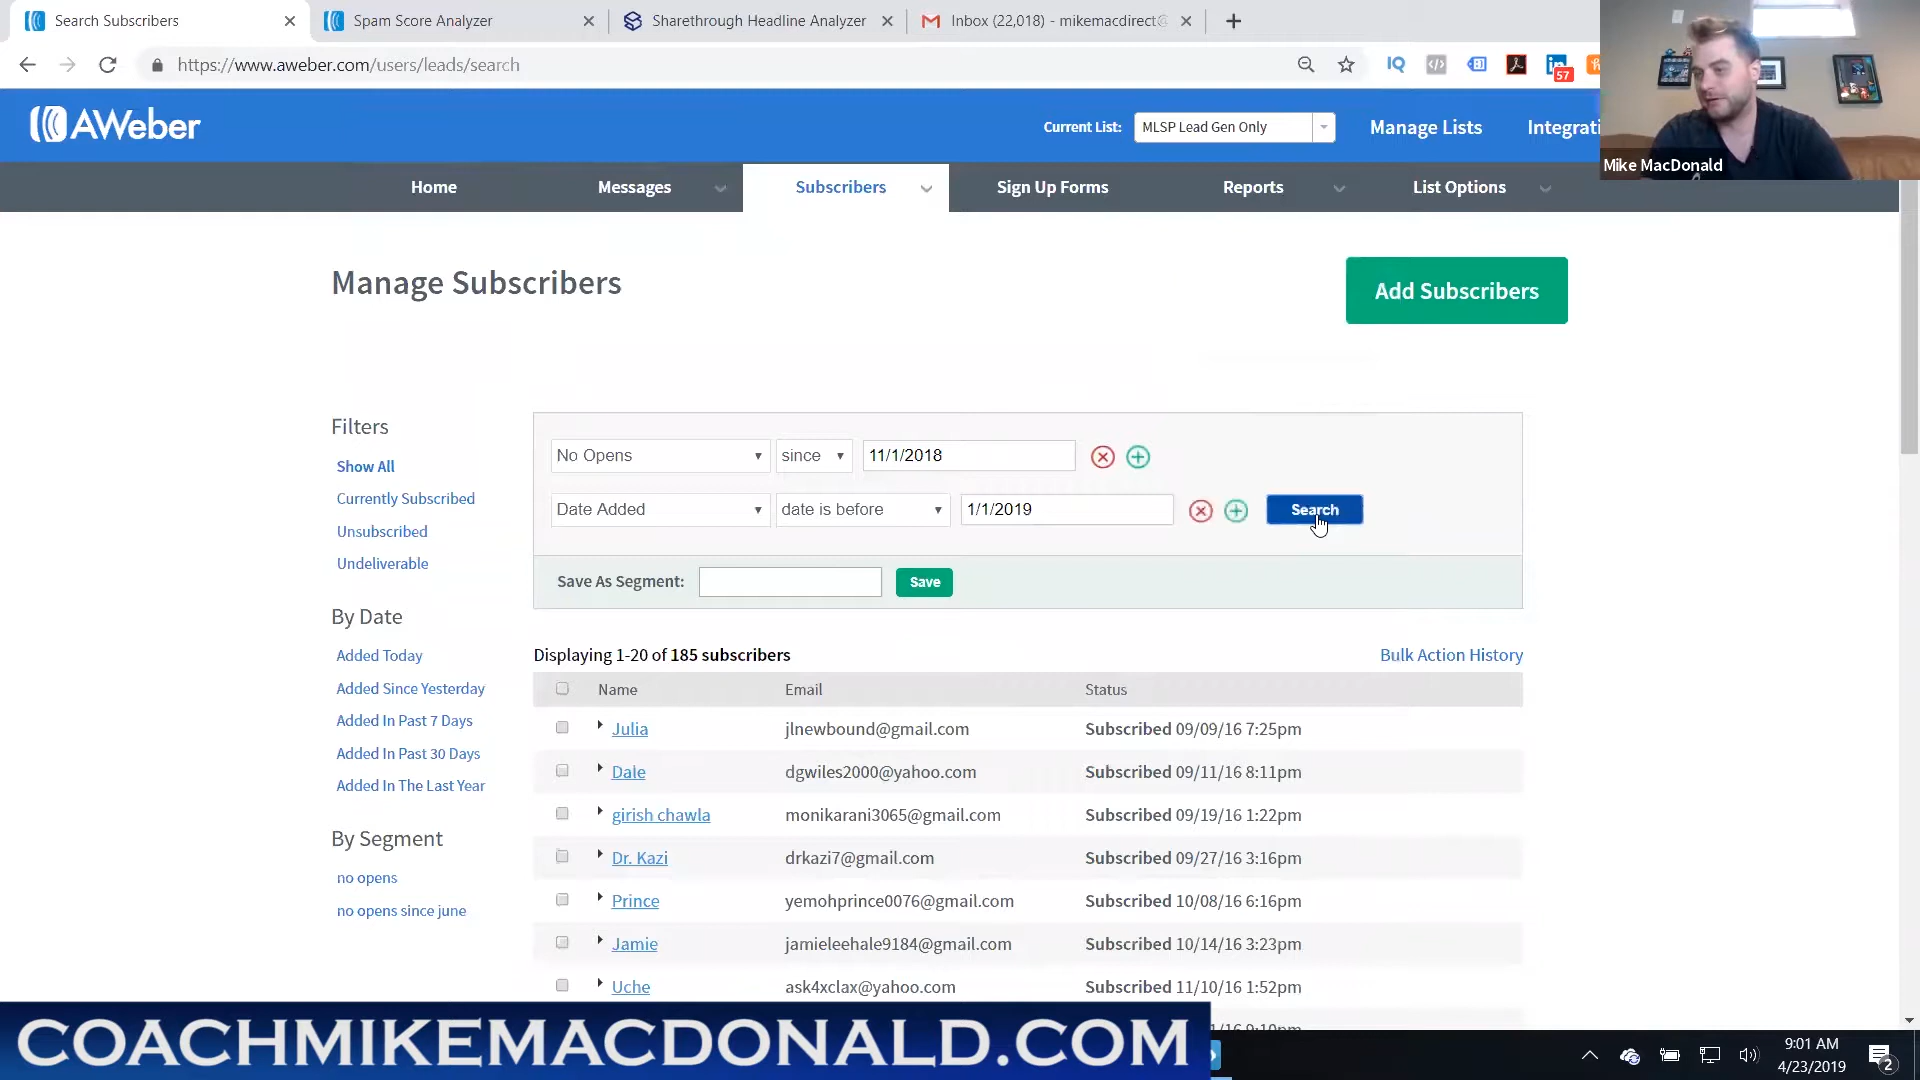 Search Subscribers
Spam Score Analyzer
Sharethrough Headline Analyzer
Inbox (22,018) - mikemacdirect@
https://www.aweber.com/users/leads/search
IQ
57
AWeber
Current List:
MLSP Lead Gen Only
Manage Lists
Integrati
Mike MacDonald
Home
Messages
Subscribers
Sign Up Forms
Reports
List Options
Manage Subscribers
Add Subscribers
Filters
Show All
Currently Subscribed
Unsubscribed
Undeliverable
By Date
Added Today
Added Since Yesterday
Added In Past 7 Days
Added In Past 30 Days
Added In The Last Year
By Segment
no opens
no opens since june
No Opens since 11/1/2018
Date Added date is before 1/1/2019 Search
Save As Segment: Save
Displaying 1-20 of 185 subscribers
Bulk Action History
Name Email Status
Julia jlnewbound@gmail.com Subscribed 09/09/16 7:25pm
Dale dgwiles2000@yahoo.com Subscribed 09/11/16 8:11pm
girish chawla monikarani3065@gmail.com Subscribed 09/19/16 1:22pm
Dr. Kazi drkazi7@gmail.com Subscribed 09/27/16 3:16pm
Prince yemohprince0076@gmail.com Subscribed 10/08/16 6:16pm
Jamie jamieleehale9184@gmail.com Subscribed 10/14/16 3:23pm
Uche ask4xclax@yahoo.com Subscribed 11/10/16 1:52pm
COACHMIKEMACDONALD.COM
9:01 AM
4/23/2019
2